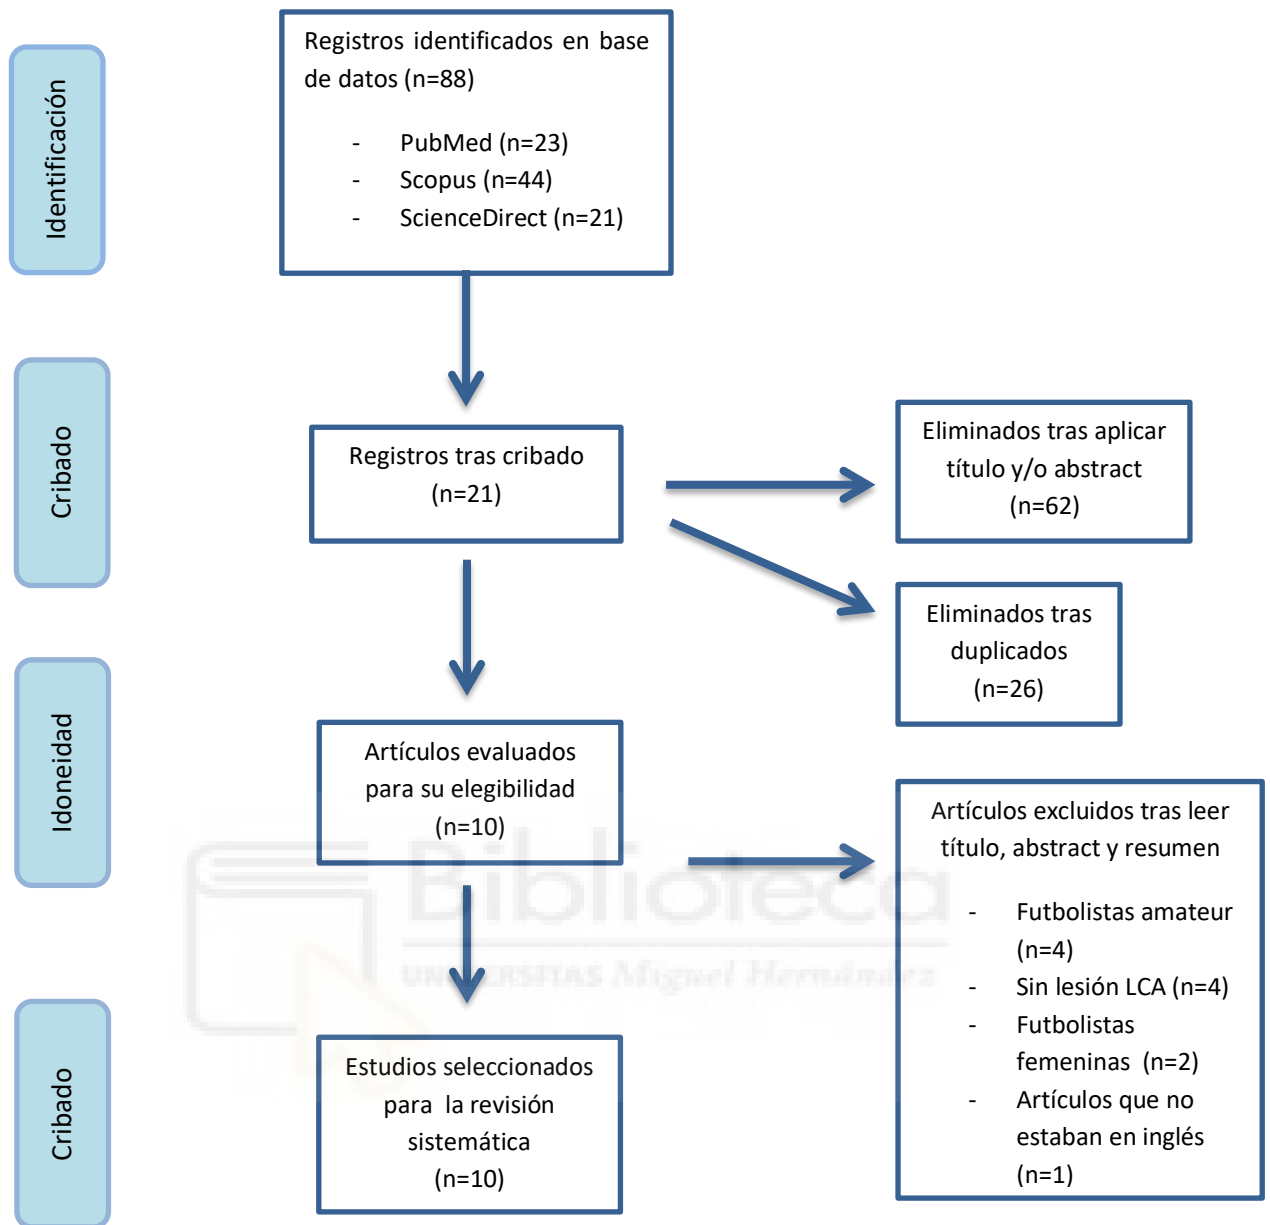 Identificación
Registros identificados en base
de datos (n=88)
- PubMed (n=23)
- Scopus (n=44)
- ScienceDirect (n=21)
Cribado
Registros tras cribado
(n=21)
Eliminados tras aplicar
título y/o abstract
(n=62)
Eliminados tras
duplicados
(n=26)
Idoneidad
Artículos evaluados
para su elegibilidad
(n=10)
Artículos excluidos tras leer
título, abstract y resumen
- Futbolistas amateur
(n=4)
- Sin lesión LCA (n=4)
- Futbolistas
femeninas (n=2)
- Artículos que no
estaban en inglés
(n=1)
Cribado
Estudios seleccionados
para la revisión
sistemática
(n=10)
Biblioteca
UNIVERSITAS Miguel Hernández